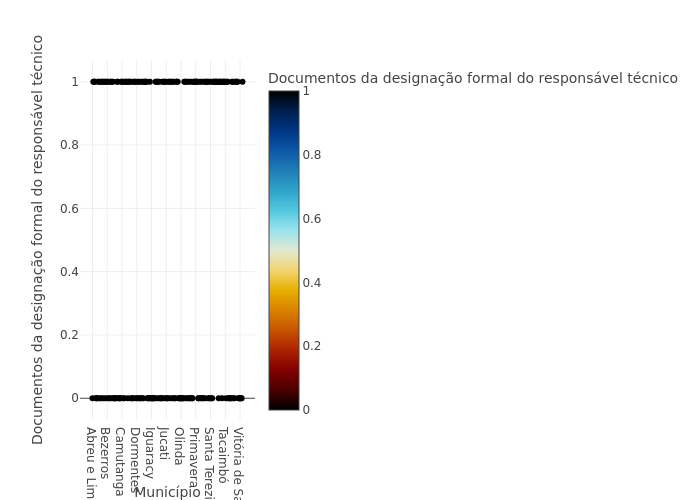 Documentos da designação formal do responsável técnico
1
0.8
0.6
0.4
0.2
0
Abreu e Lim
Bezerros
Camutanga
Dormentes
Iguaracy
Jucati
Olinda
Primavera
Santa Terezi
Tacaimbó
Vitória de Sa
Município
Documentos da designação formal do responsável técnico
1
0.8
0.6
0.4
0.2
0